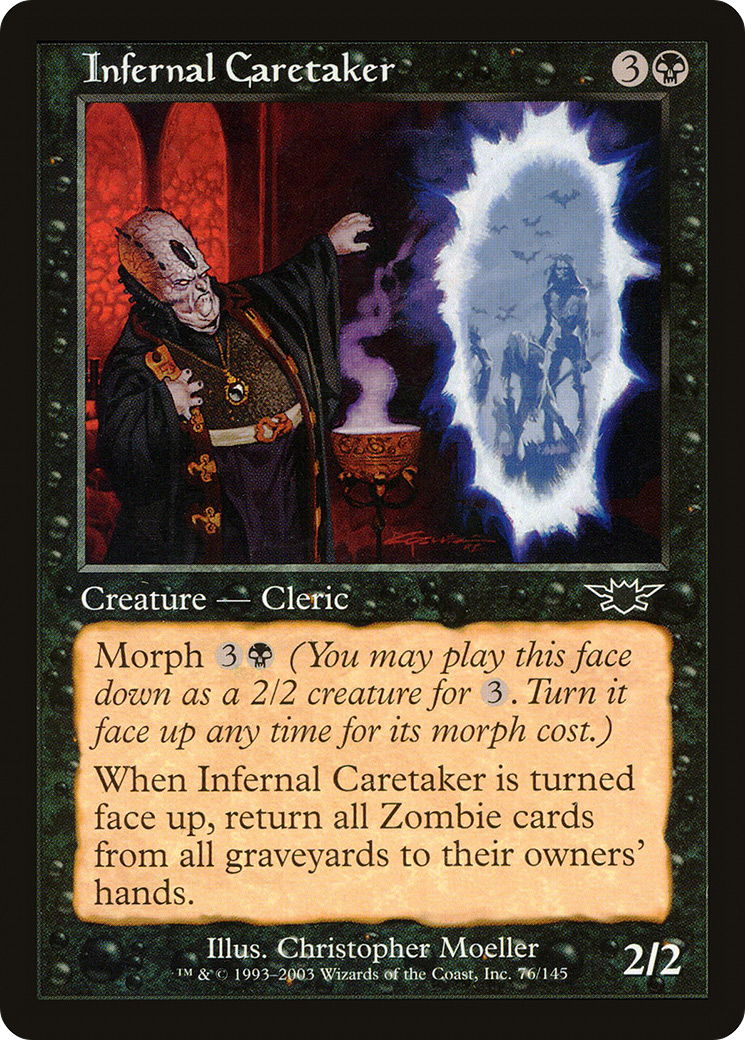 Infernal Caretaker 3
Creature — Cleric
Morph 3 (You may play this face
down as a 2/2 creature for 3. Turn it
face up any time for its morph cost.)
When Infernal Caretaker is turned
face up, return all Zombie cards
from all graveyards to their owners'
hands.
Illus. Christopher Moeller
™ & © 1993–2003 Wizards of the Coast, Inc. 76/145
2/2